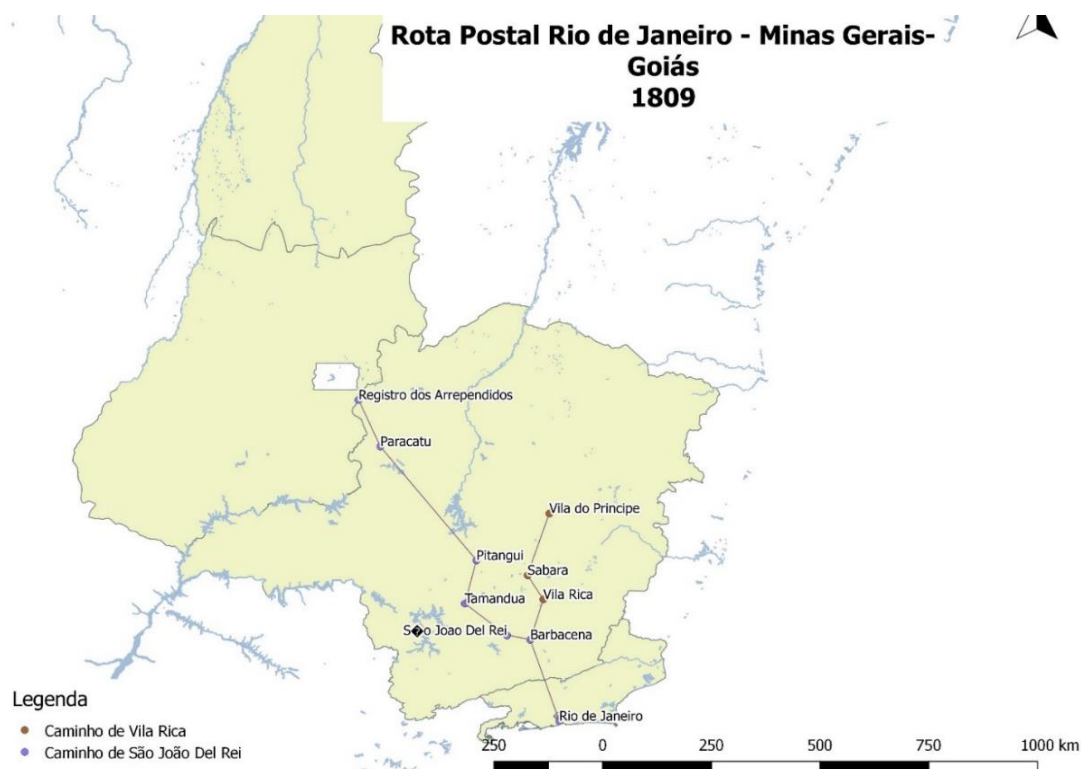 Rota Postal Rio de Janeiro - Minas Gerais-
Goiás
1809
Registro dos Arrependidos
Paracatu
Vila do Principe
Pitangui
Sabara
Tamandua
Vila Rica
S�o Joao Del Rei
Barbacena
Rio de Janeiro
Legenda
Caminho de Vila Rica
Caminho de São João Del Rei
250 0 250 500 750 1000 km